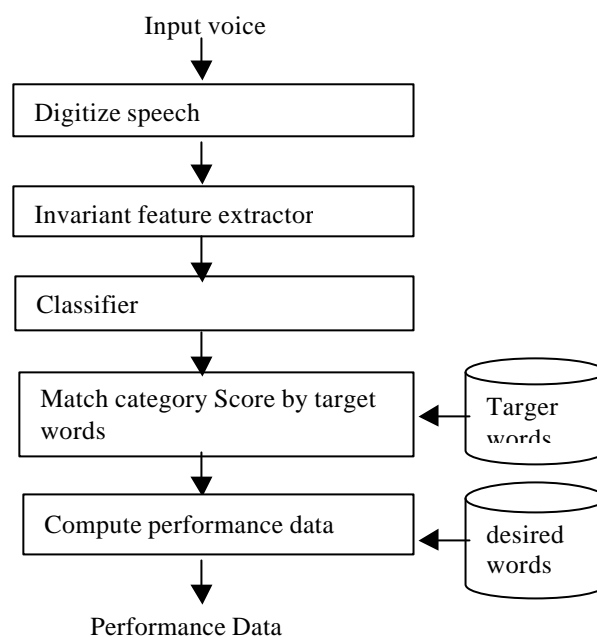 Input voice
Digitize speech
Invariant feature extractor
Classifier
Match category Score by target
words
Targer
words
Compute performance data
desired
words
Performance Data